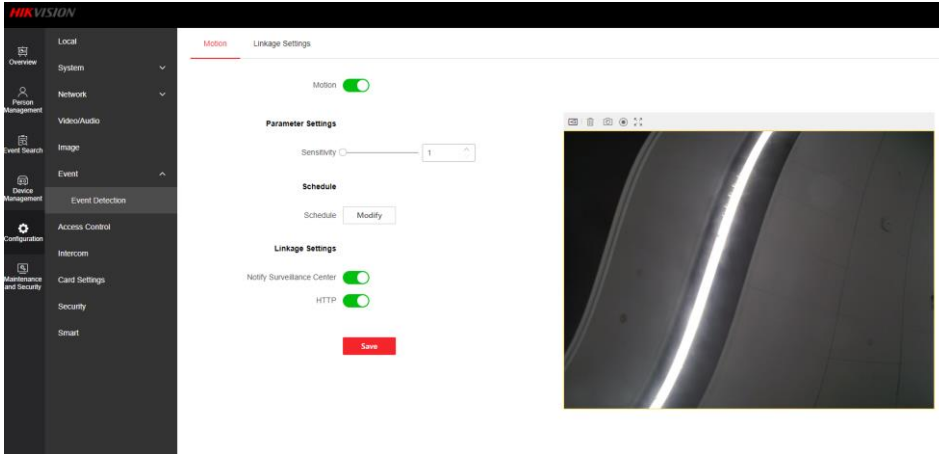 HIKVISION
Overview
Person
Management
Event Search
Device
Management
Configuration
Maintenance
and Security
Local
System
Network
Video/Audio
Image
Event
Event Detection
Access Control
Intercom
Card Settings
Security
Smart
Motion Linkage Settings
Motion
Parameter Settings
Sensitivity 1
Schedule
Schedule Modify
Linkage Settings
Notify Surveillance Center
HTTP
Save